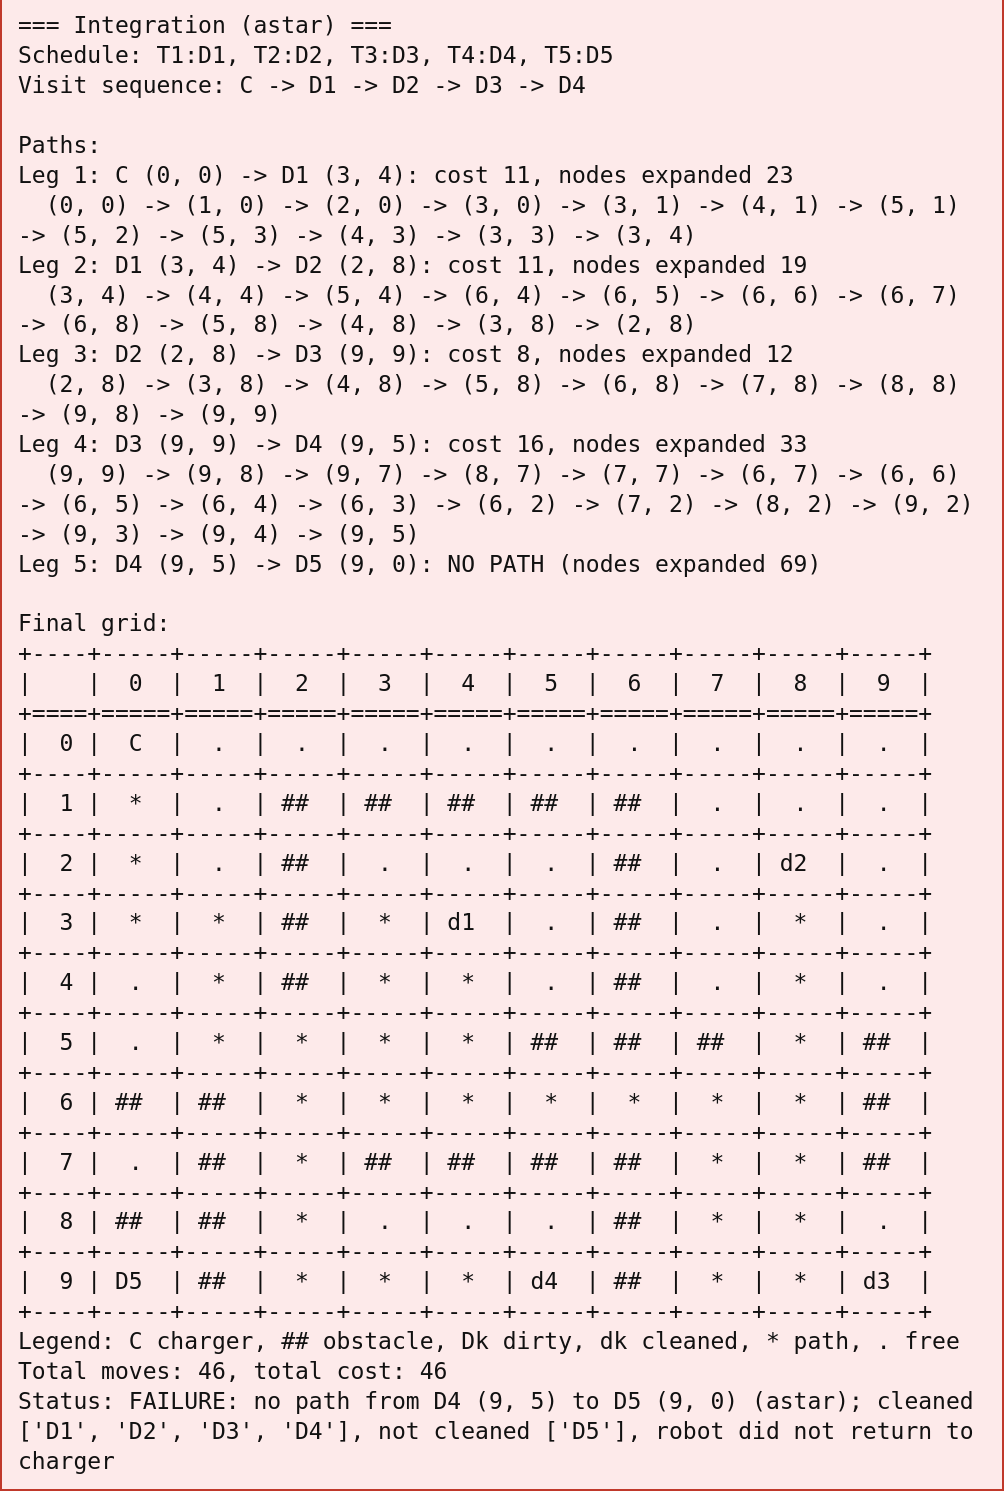 === Integration (astar) ===
Schedule: T1:D1, T2:D2, T3:D3, T4:D4, T5:D5
Visit sequence: C -> D1 -> D2 -> D3 -> D4

Paths:
Leg 1: C (0, 0) -> D1 (3, 4): cost 11, nodes expanded 23
  (0, 0) -> (1, 0) -> (2, 0) -> (3, 0) -> (3, 1) -> (4, 1) -> (5, 1)
-> (5, 2) -> (5, 3) -> (4, 3) -> (3, 3) -> (3, 4)
Leg 2: D1 (3, 4) -> D2 (2, 8): cost 11, nodes expanded 19
  (3, 4) -> (4, 4) -> (5, 4) -> (6, 4) -> (6, 5) -> (6, 6) -> (6, 7)
-> (6, 8) -> (5, 8) -> (4, 8) -> (3, 8) -> (2, 8)
Leg 3: D2 (2, 8) -> D3 (9, 9): cost 8, nodes expanded 12
  (2, 8) -> (3, 8) -> (4, 8) -> (5, 8) -> (6, 8) -> (7, 8) -> (8, 8)
-> (9, 8) -> (9, 9)
Leg 4: D3 (9, 9) -> D4 (9, 5): cost 16, nodes expanded 33
  (9, 9) -> (9, 8) -> (9, 7) -> (8, 7) -> (7, 7) -> (6, 7) -> (6, 6)
-> (6, 5) -> (6, 4) -> (6, 3) -> (6, 2) -> (7, 2) -> (8, 2) -> (9, 2)
-> (9, 3) -> (9, 4) -> (9, 5)
Leg 5: D4 (9, 5) -> D5 (9, 0): NO PATH (nodes expanded 69)

Final grid:
+----+-----+-----+-----+-----+-----+-----+-----+-----+-----+-----+
|    |  0  |  1  |  2  |  3  |  4  |  5  |  6  |  7  |  8  |  9  |
+====+=====+=====+=====+=====+=====+=====+=====+=====+=====+=====+
|  0 |  C  |  .  |  .  |  .  |  .  |  .  |  .  |  .  |  .  |  .  |
+----+-----+-----+-----+-----+-----+-----+-----+-----+-----+-----+
|  1 |  *  |  .  | ##  | ##  | ##  | ##  | ##  |  .  |  .  |  .  |
+----+-----+-----+-----+-----+-----+-----+-----+-----+-----+-----+
|  2 |  *  |  .  | ##  |  .  |  .  |  .  | ##  |  .  | d2  |  .  |
+----+-----+-----+-----+-----+-----+-----+-----+-----+-----+-----+
|  3 |  *  |  *  | ##  |  *  | d1  |  .  | ##  |  .  |  *  |  .  |
+----+-----+-----+-----+-----+-----+-----+-----+-----+-----+-----+
|  4 |  .  |  *  | ##  |  *  |  *  |  .  | ##  |  .  |  *  |  .  |
+----+-----+-----+-----+-----+-----+-----+-----+-----+-----+-----+
|  5 |  .  |  *  |  *  |  *  |  *  | ##  | ##  | ##  |  *  | ##  |
+----+-----+-----+-----+-----+-----+-----+-----+-----+-----+-----+
|  6 | ##  | ##  |  *  |  *  |  *  |  *  |  *  |  *  |  *  | ##  |
+----+-----+-----+-----+-----+-----+-----+-----+-----+-----+-----+
|  7 |  .  | ##  |  *  | ##  | ##  | ##  | ##  |  *  |  *  | ##  |
+----+-----+-----+-----+-----+-----+-----+-----+-----+-----+-----+
|  8 | ##  | ##  |  *  |  .  |  .  |  .  | ##  |  *  |  *  |  .  |
+----+-----+-----+-----+-----+-----+-----+-----+-----+-----+-----+
|  9 | D5  | ##  |  *  |  *  |  *  | d4  | ##  |  *  |  *  | d3  |
+----+-----+-----+-----+-----+-----+-----+-----+-----+-----+-----+
Legend: C charger, ## obstacle, Dk dirty, dk cleaned, * path, . free
Total moves: 46, total cost: 46
Status: FAILURE: no path from D4 (9, 5) to D5 (9, 0) (astar); cleaned
['D1', 'D2', 'D3', 'D4'], not cleaned ['D5'], robot did not return to
charger